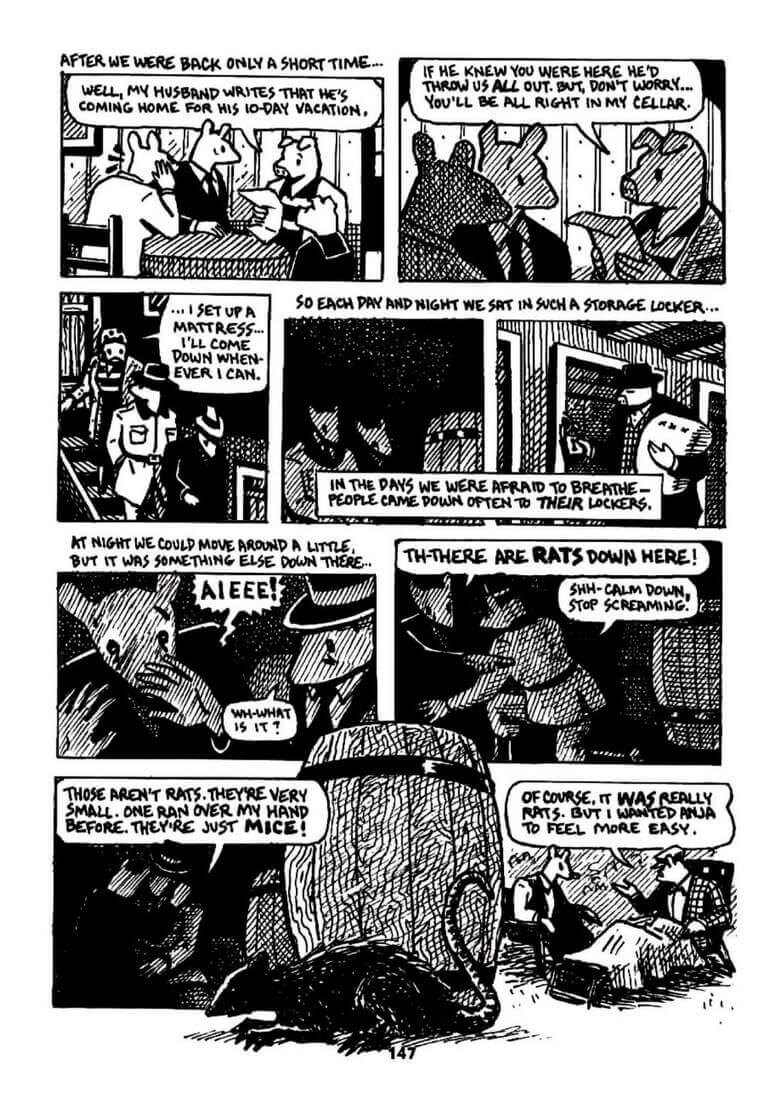 AFTER WE WERE BACK ONLY A SHORT TIME...
WELL, MY HUSBAND WRITES THAT HE'S
COMING HOME FOR HIS 10-DAY VACATION.
IF HE KNEW YOU WERE HERE HE'D
THROW US ALL OUT. BUT, DON'T WORRY...
YOU'LL BE ALL RIGHT IN MY CELLAR.
...I SET UP A
MATTRESS...
I'LL COME
DOWN WHEN-
EVER I CAN.
SO EACH DAY AND NIGHT WE SAT IN SUCH A STORAGE LOCKER...
IN THE DAYS WE WERE AFRAID TO BREATHE—
PEOPLE CAME DOWN OFTEN TO THEIR LOCKERS.
AT NIGHT WE COULD MOVE AROUND A LITTLE,
BUT IT WAS SOMETHING ELSE DOWN THERE...
AIEEE!
WH-WHAT
IS IT?
TH-THERE ARE RATS DOWN HERE!
SHH-CALM DOWN,
STOP SCREAMING!
THOSE AREN'T RATS. THEY'RE VERY
SMALL. ONE RAN OVER MY HAND
BEFORE. THEY'RE JUST MICE!
OF COURSE, IT WAS REALLY
RATS. BUT I WANTED ANJA
TO FEEL MORE EASY.
147